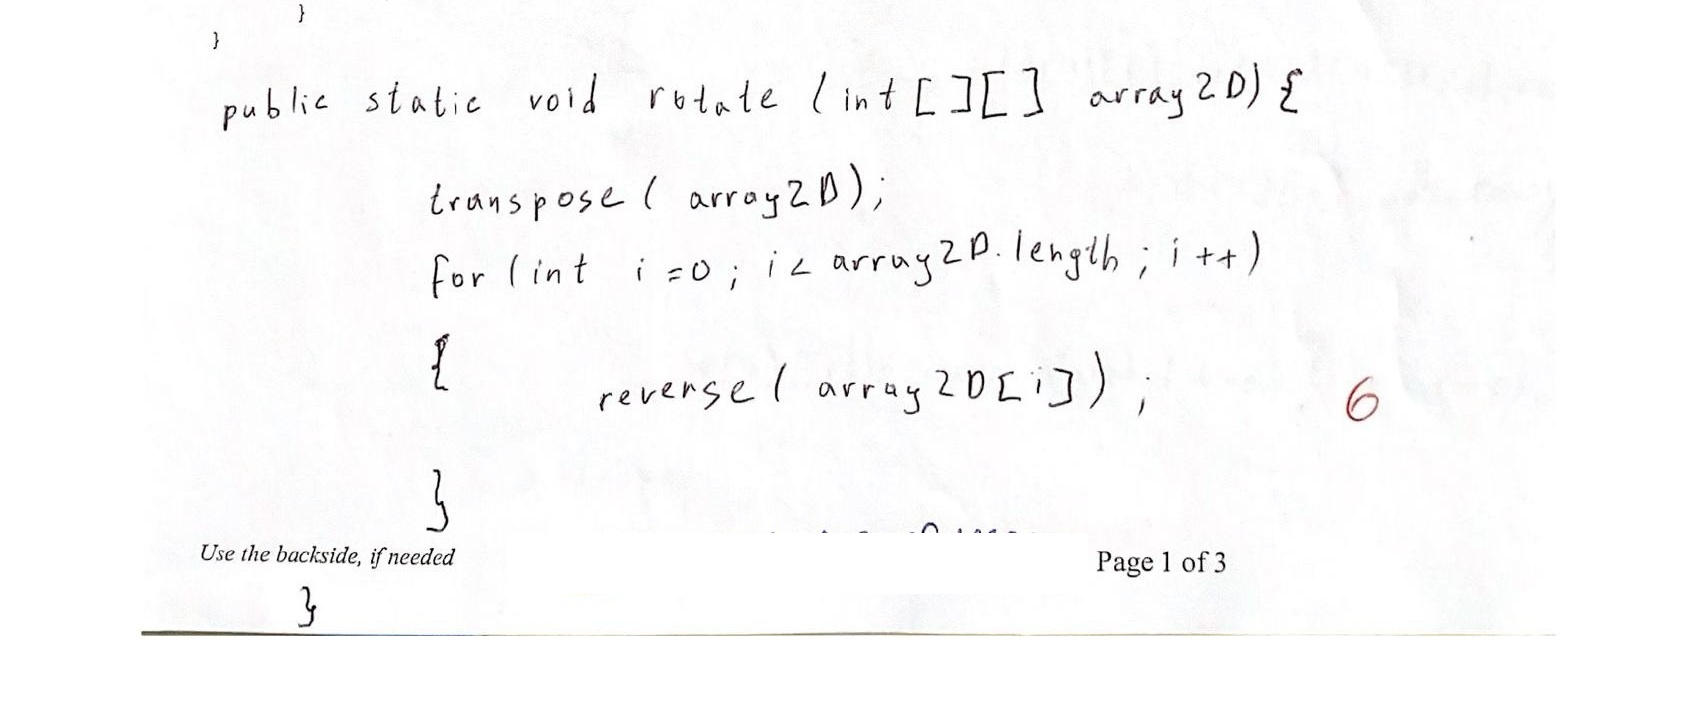 }
}
public static void rotate (int[][] array2D) {
transpose( array2D);
for (int i=0; i< array2D.length; i++)
{
reverse( array2D[i]);
6
}
Use the backside, if needed
Page 1 of 3
}